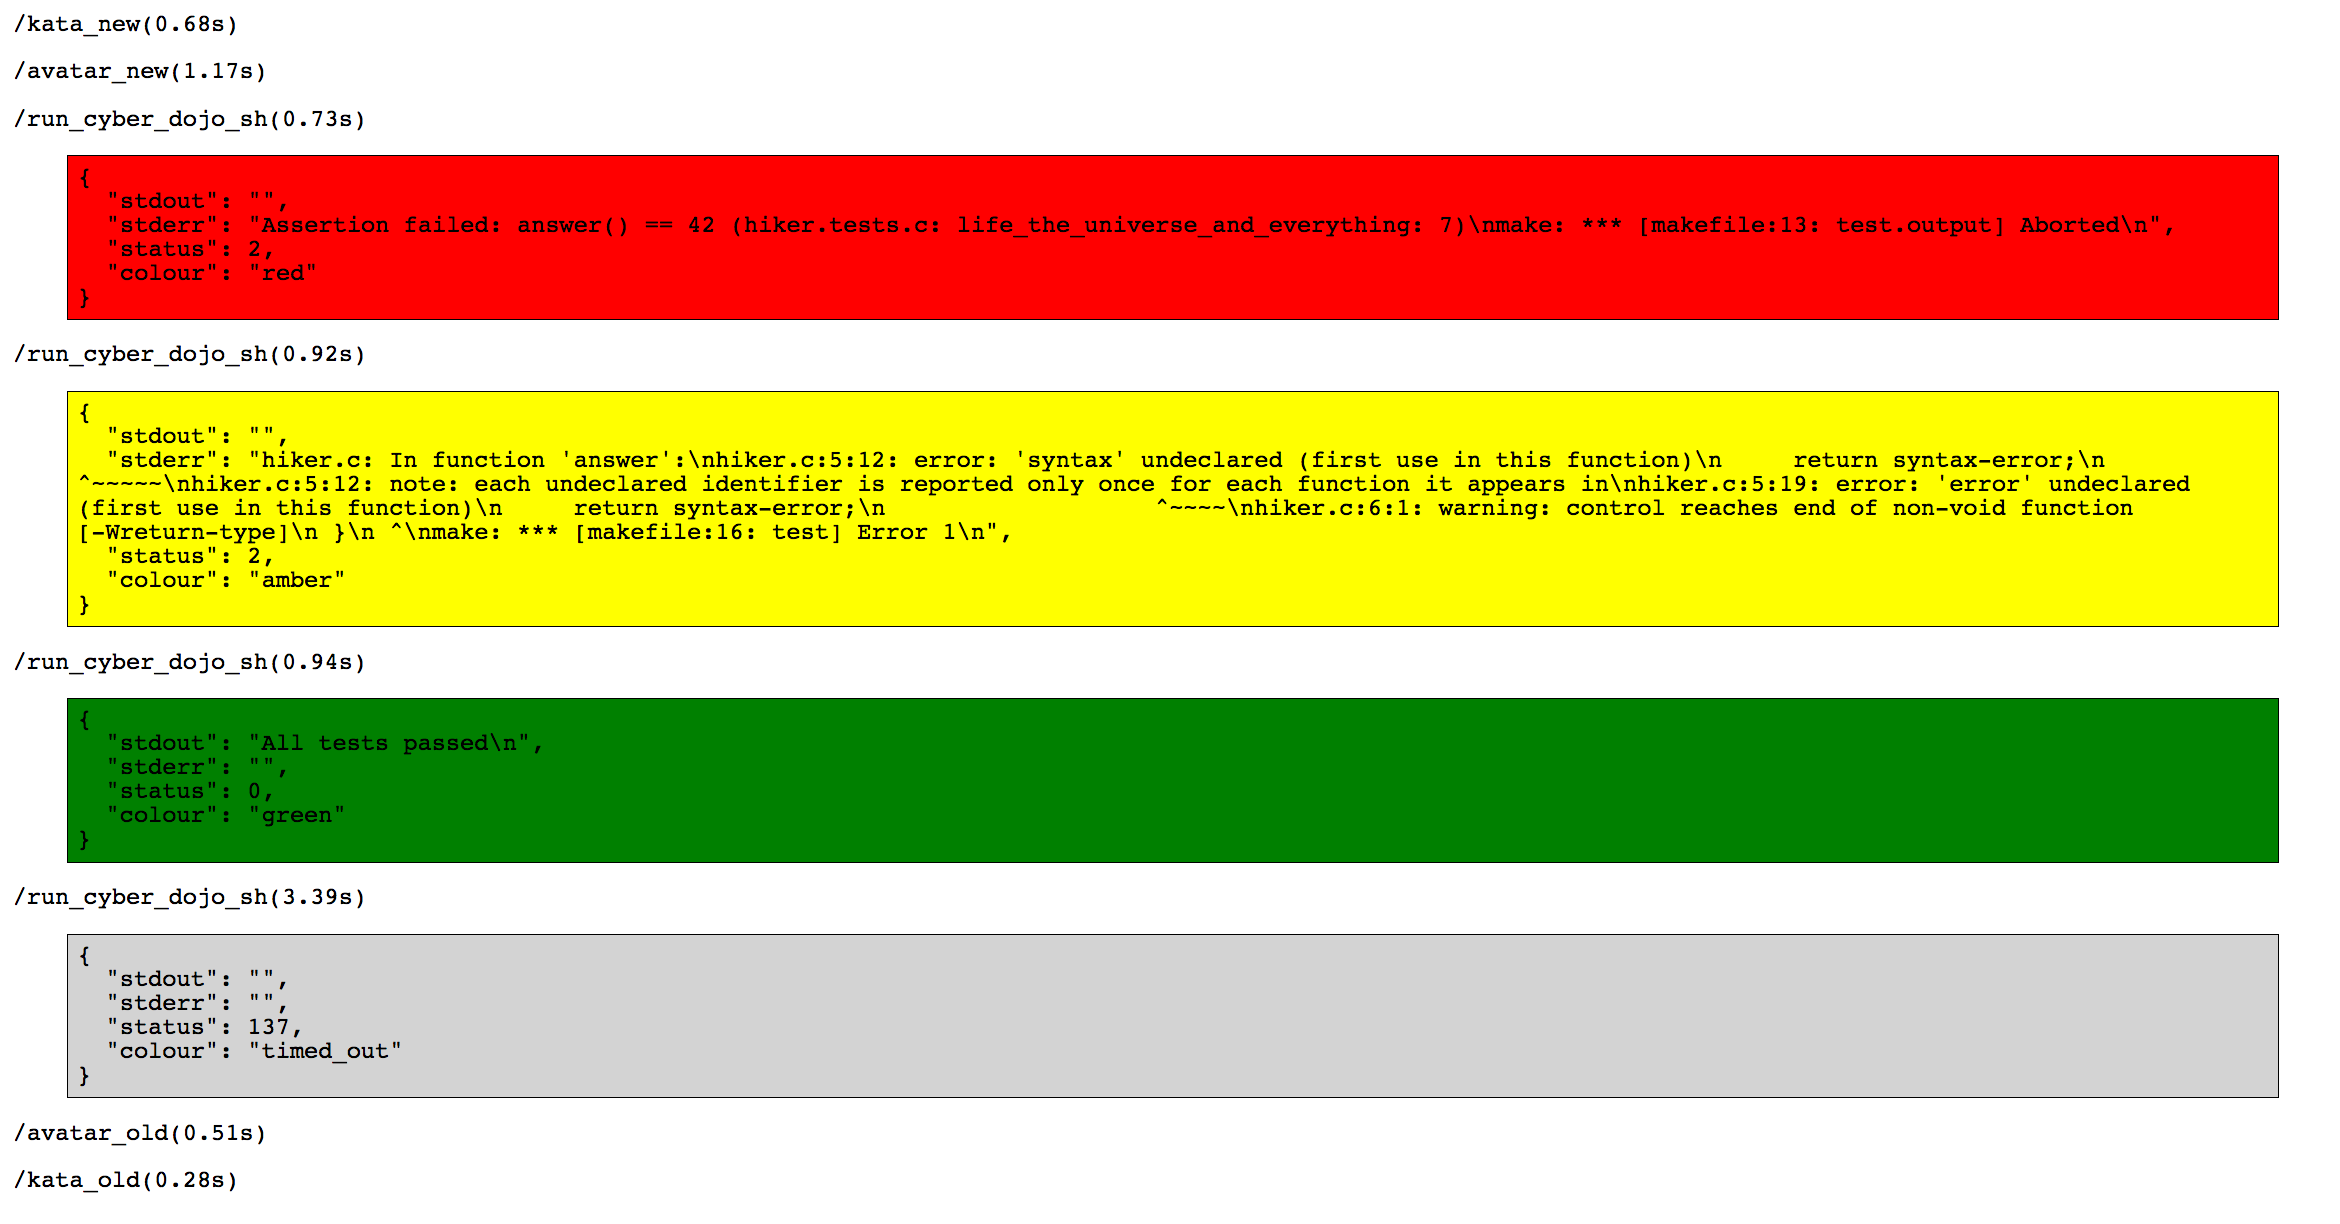 /kata_new(0.68s)
/avatar_new(1.17s)
/run_cyber_dojo_sh(0.73s)
{
  "stdout": "",
  "stderr": "Assertion failed: answer() == 42 (hiker.tests.c: life_the_universe_and_everything: 7)\nmake: *** [makefile:13: test.output] Aborted\n",
  "status": 2,
  "colour": "red"
}
/run_cyber_dojo_sh(0.92s)
{
  "stdout": "",
  "stderr": "hiker.c: In function 'answer':\nhiker.c:5:12: error: 'syntax' undeclared (first use in this function)\n     return syntax-error;\n
^~~~~~\nhiker.c:5:12: note: each undeclared identifier is reported only once for each function it appears in\nhiker.c:5:19: error: 'error' undeclared
(first use in this function)\n     return syntax-error;\n                   ^~~~~\nhiker.c:6:1: warning: control reaches end of non-void function
[-Wreturn-type]\n }\n ^\nmake: *** [makefile:16: test] Error 1\n",
  "status": 2,
  "colour": "amber"
}
/run_cyber_dojo_sh(0.94s)
{
  "stdout": "All tests passed\n",
  "stderr": "",
  "status": 0,
  "colour": "green"
}
/run_cyber_dojo_sh(3.39s)
{
  "stdout": "",
  "stderr": "",
  "status": 137,
  "colour": "timed_out"
}
/avatar_old(0.51s)
/kata_old(0.28s)